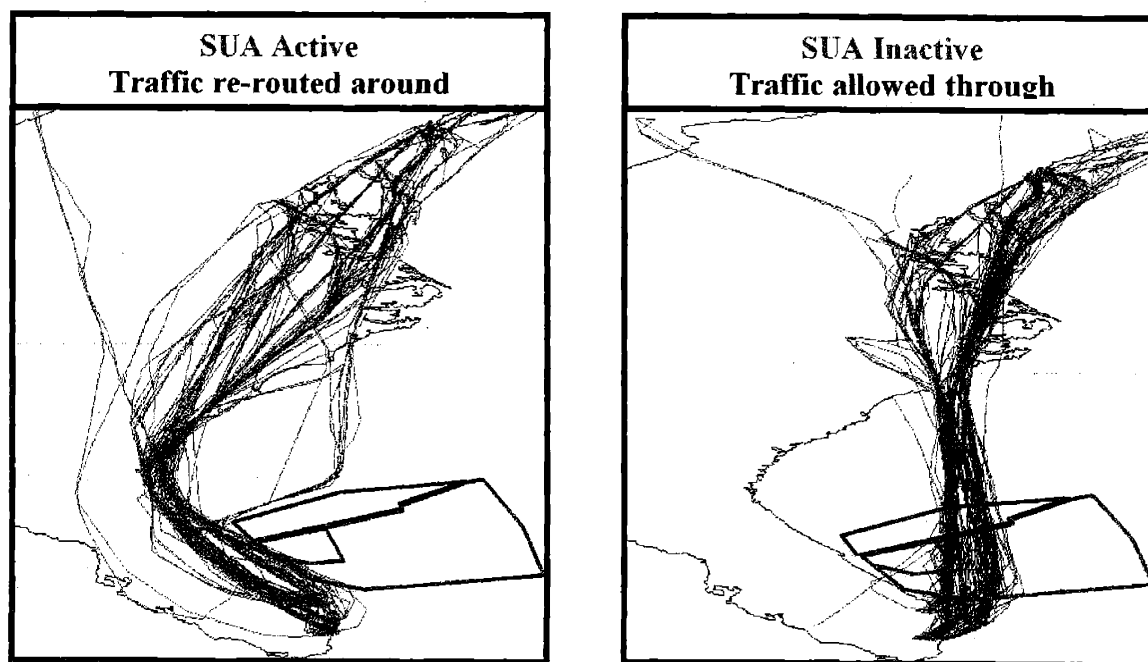 SUA Active
Traffic re-routed around
SUA Inactive
Traffic allowed through